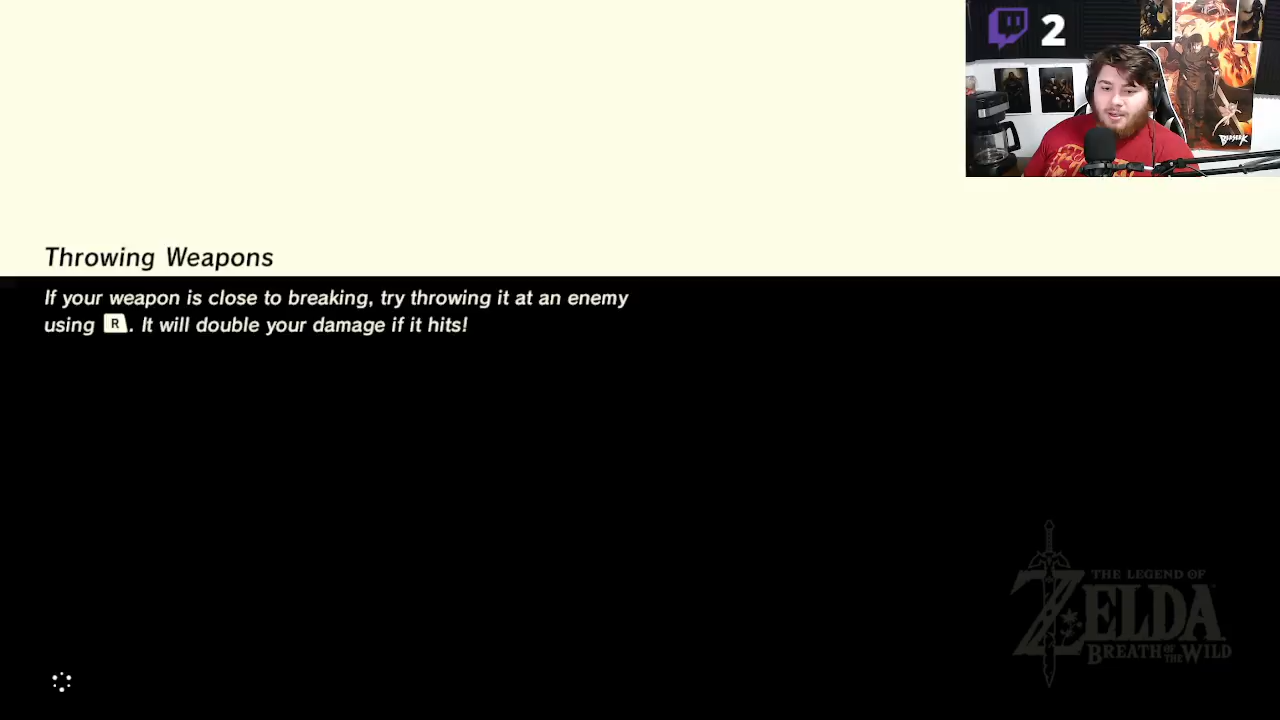 2
BERSERK
Throwing Weapons
If your weapon is close to breaking, try throwing it at an enemy
using R. It will double your damage if it hits!
THE LEGEND OF
ZELDA
BREATH OF THE WILD